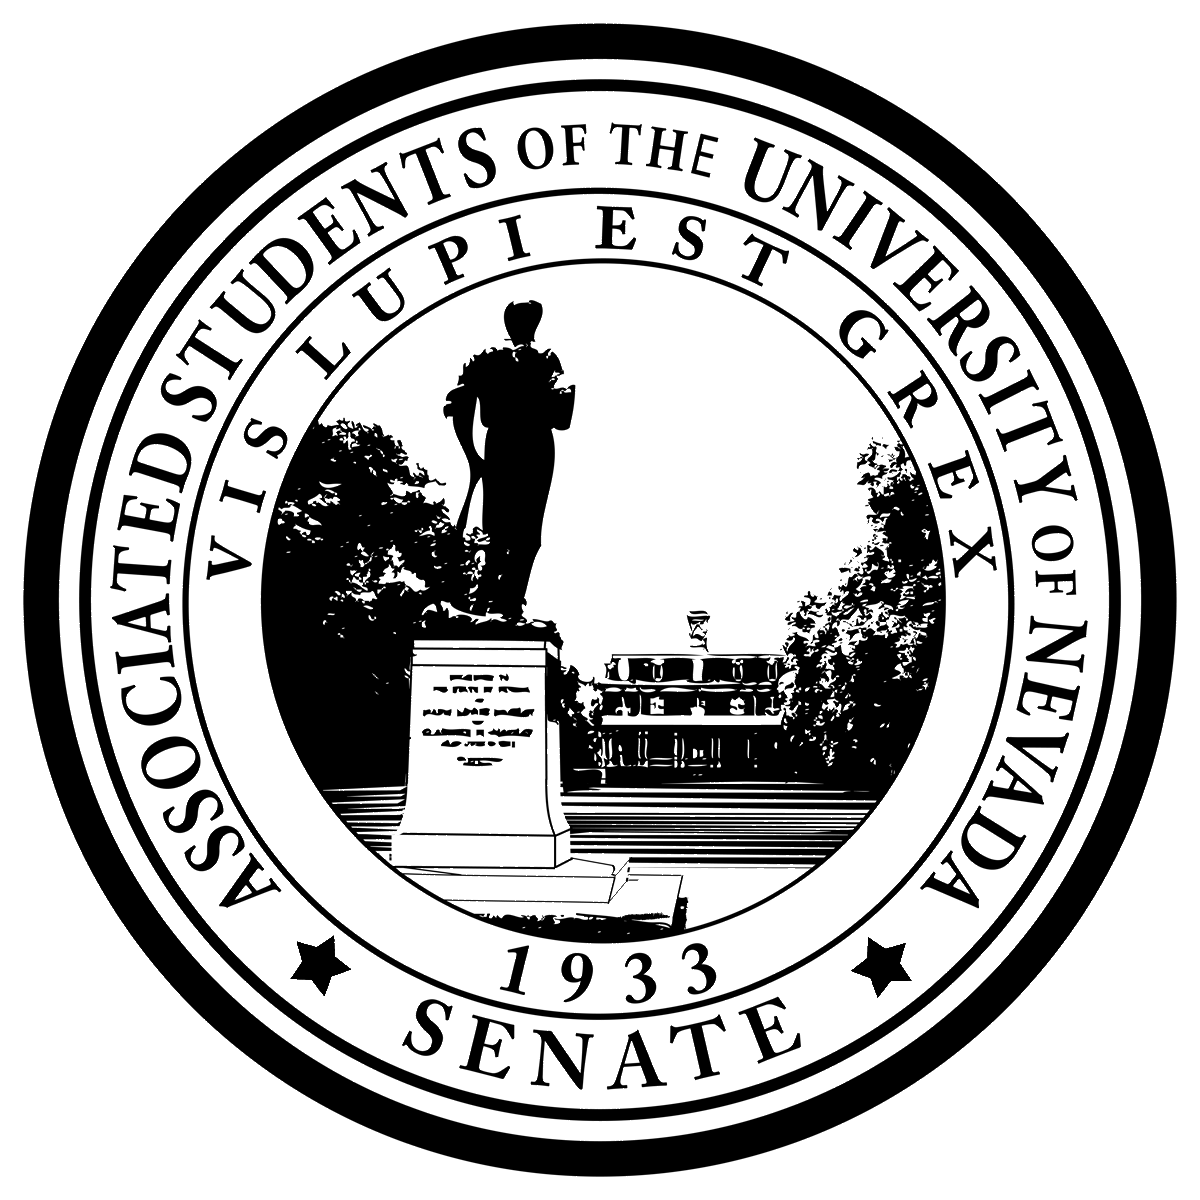 ASSOCIATED STUDENTS OF THE UNIVERSITY OF NEVADA
VIS LUPI EST GREX
1933
SENATE